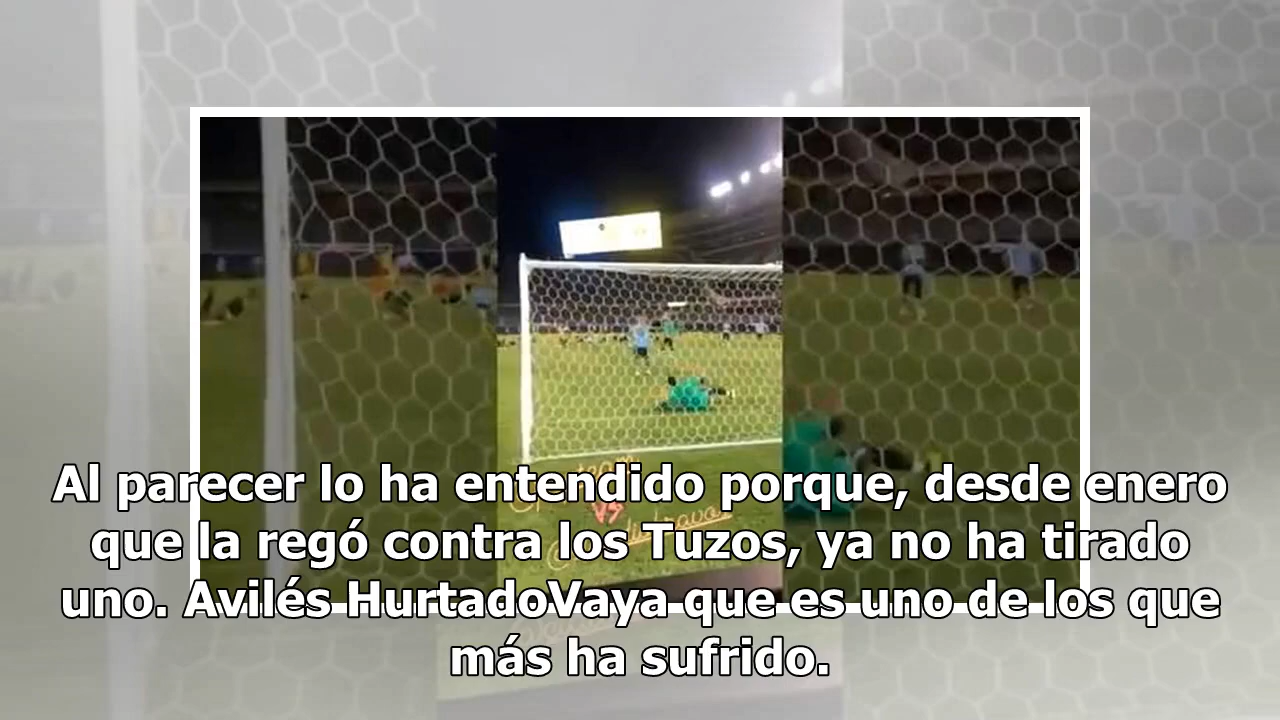 Al parecer lo ha entendido porque, desde enero
que la regó contra los Tuzos, ya no ha tirado
uno. Avilés HurtadoVaya que es uno de los que
más ha sufrido.
vs